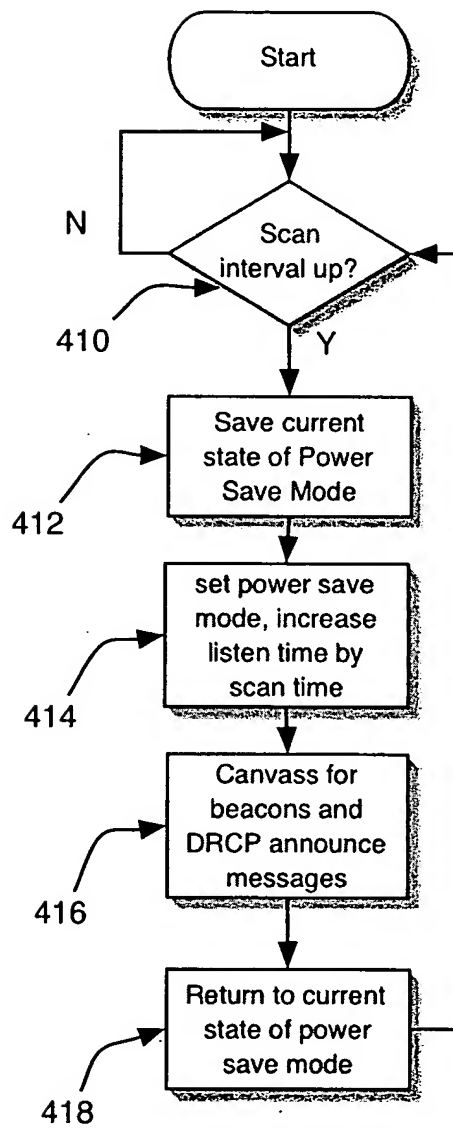 Start
N
Scan
interval up?
410
Y
Save current
state of Power
Save Mode
412
set power save
mode, increase
listen time by
scan time
414
Canvass for
beacons and
DRCP announce
messages
416
Return to current
state of power
save mode
418